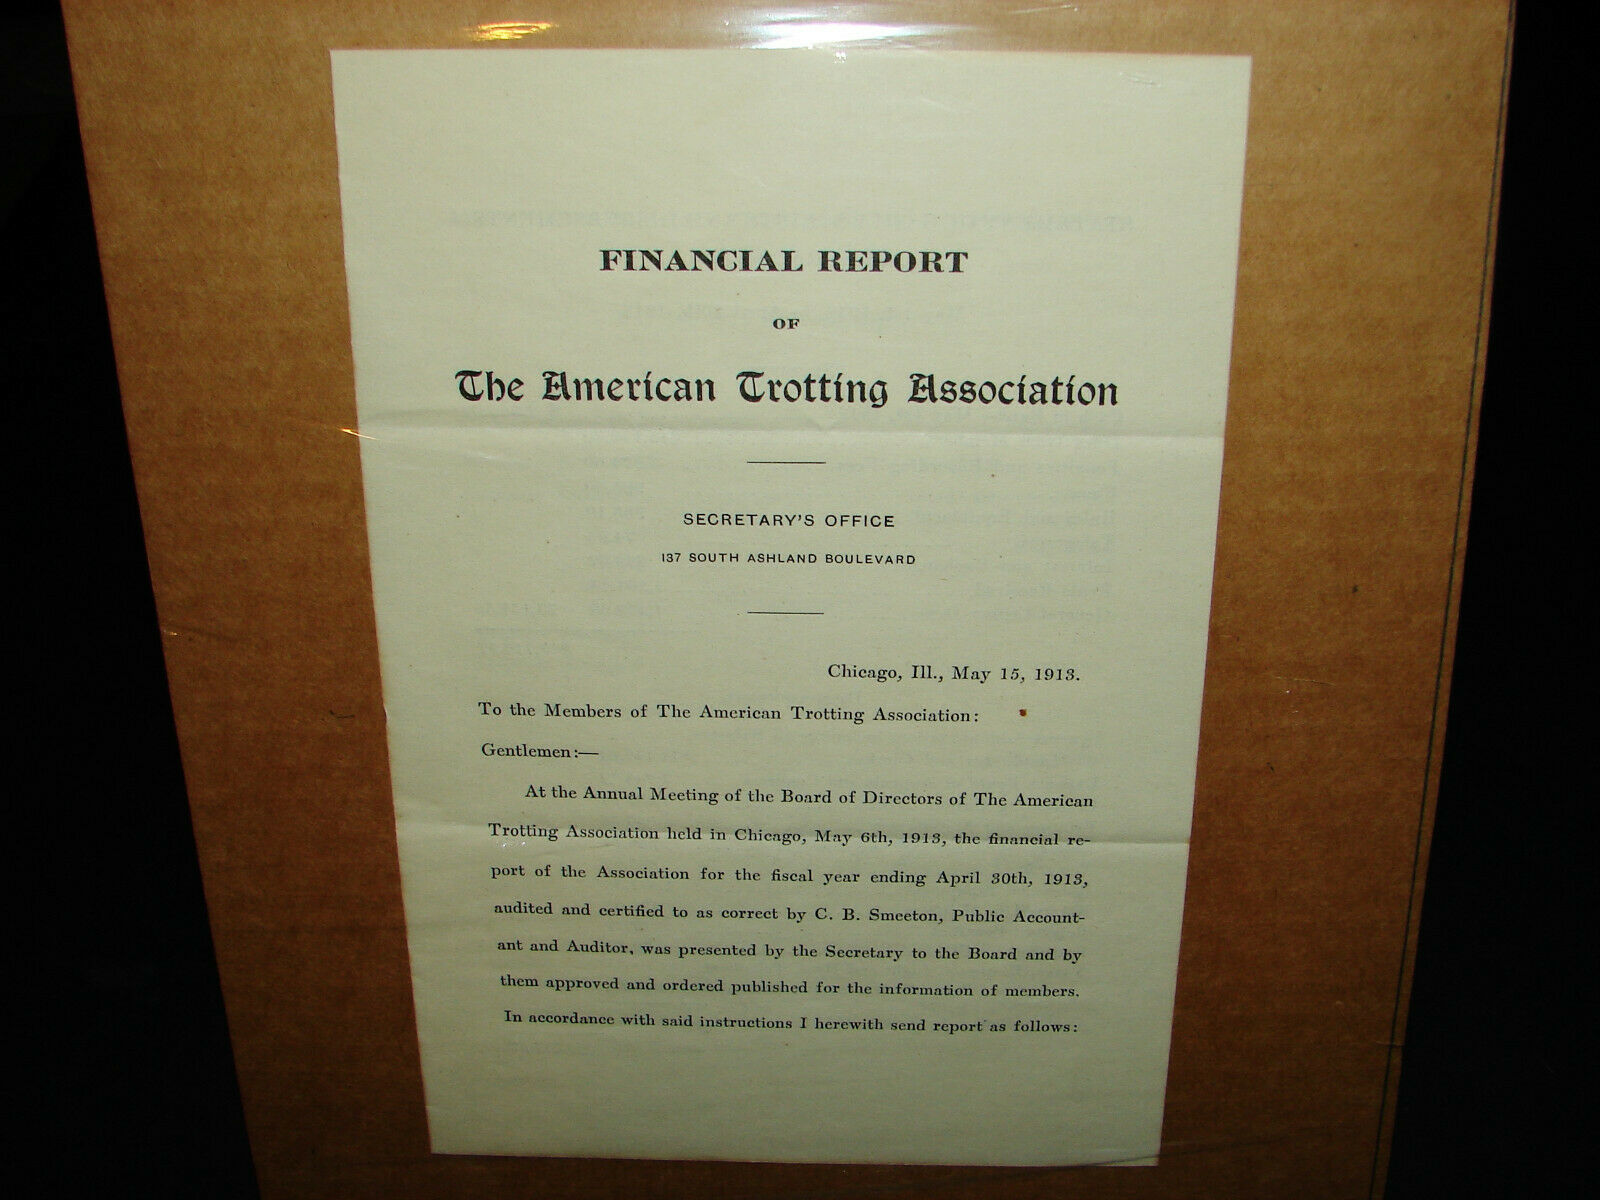 FINANCIAL REPORT
OF
The American Trotting Association
SECRETARY'S OFFICE
137 SOUTH ASHLAND BOULEVARD
Chicago, Ill., May 15, 1913.
To the Members of The American Trotting Association:
Gentlemen:—
At the Annual Meeting of the Board of Directors of The American
Trotting Association held in Chicago, May 6th, 1913, the financial re-
port of the Association for the fiscal year ending April 30th, 1913,
audited and certified to as correct by C. B. Smeeton, Public Account-
ant and Auditor, was presented by the Secretary to the Board and by
them approved and ordered published for the information of members.
In accordance with said instructions I herewith send report as follows: